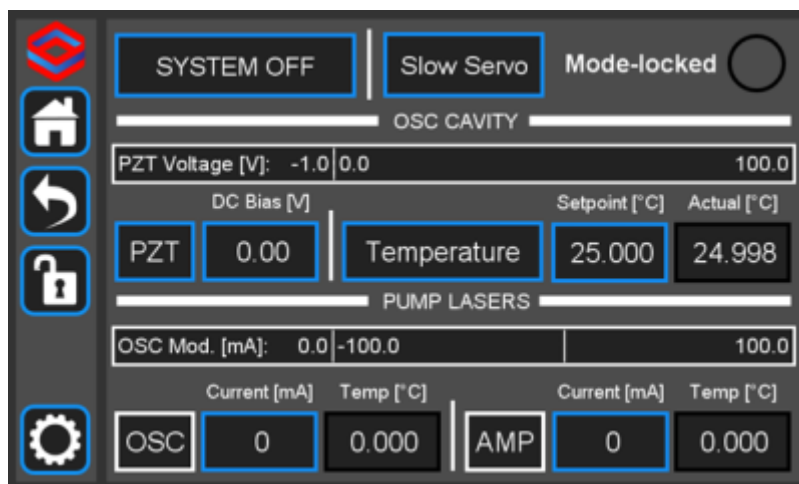 SYSTEM OFF Slow Servo Mode-locked
OSC CAVITY
PZT Voltage [V]: -1.0 0.0 100.0
DC Bias [V] Setpoint [°C] Actual [°C]
PZT 0.00 Temperature 25.000 24.998
PUMP LASERS
OSC Mod. [mA]: 0.0 -100.0 100.0
Current [mA] Temp [°C] Current [mA] Temp [°C]
OSC 0 0.000 AMP 0 0.000